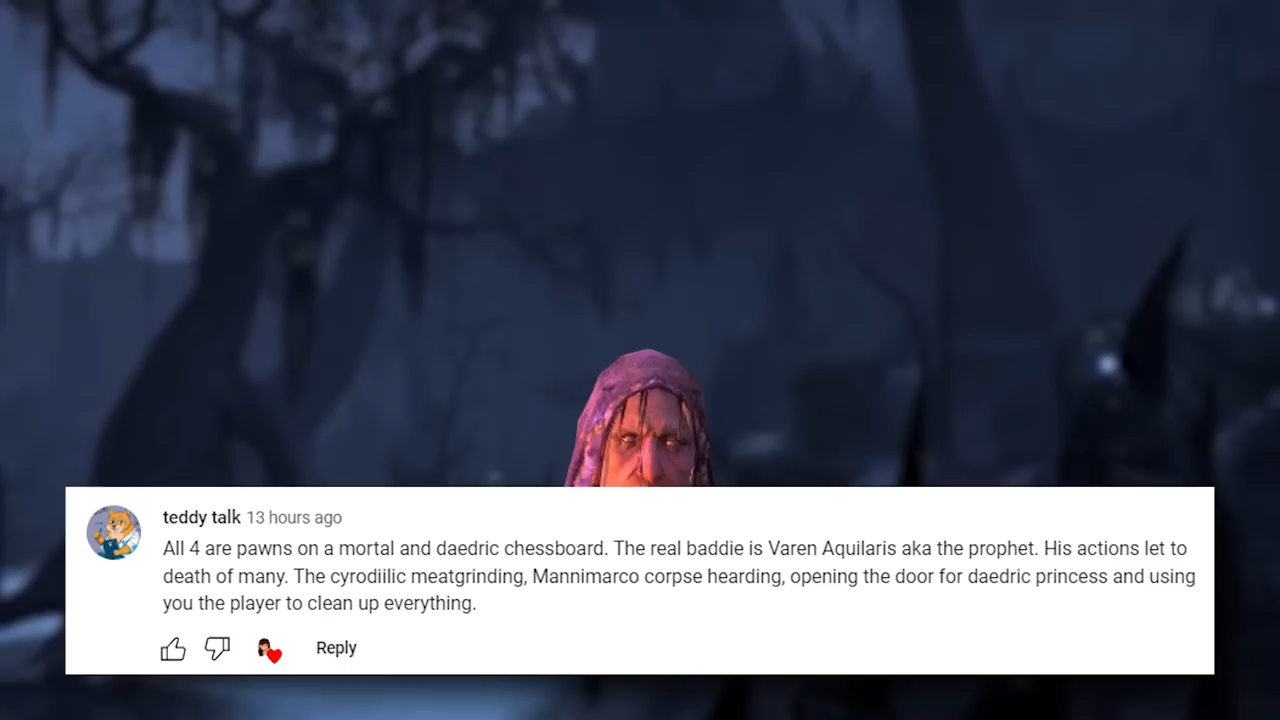 teddy talk 13 hours ago
All 4 are pawns on a mortal and daedric chessboard. The real baddie is Varen Aquilaris aka the prophet. His actions let to
death of many. The cyrodiilic meatgrinding, Mannimarco corpse hearding, opening the door for daedric princess and using
you the player to clean up everything.
Reply